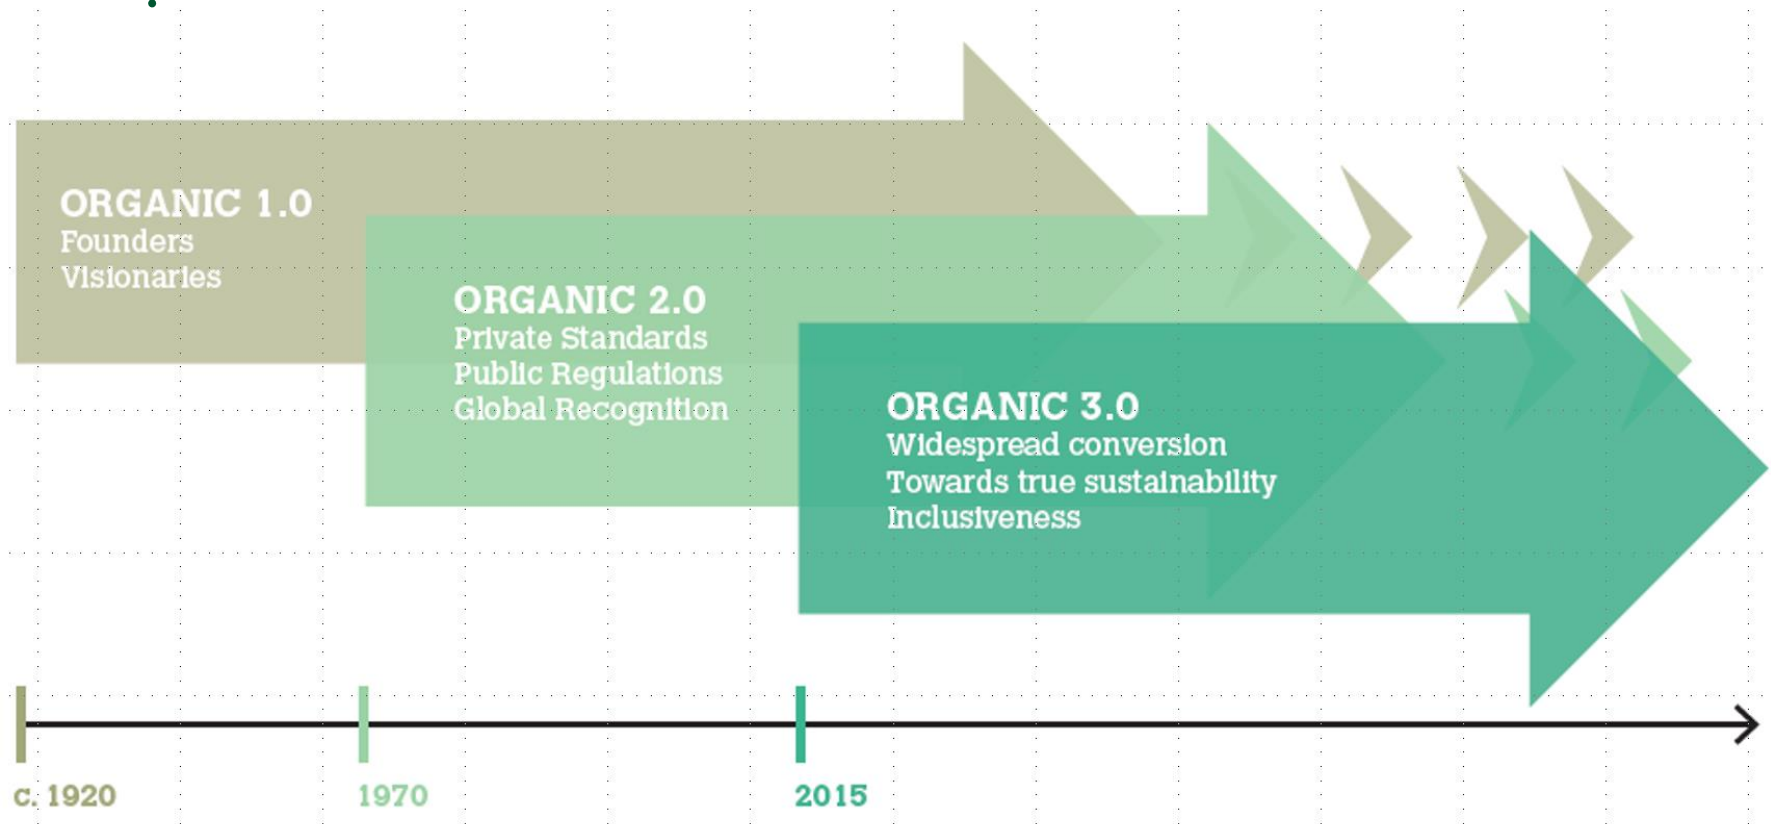 ORGANIC 1.0
Founders
Visionaries
ORGANIC 2.0
Private Standards
Public Regulations
Global Recognition
ORGANIC 3.0
Widespread conversion
Towards true sustainability
Inclusiveness
c. 1920
1970
2015